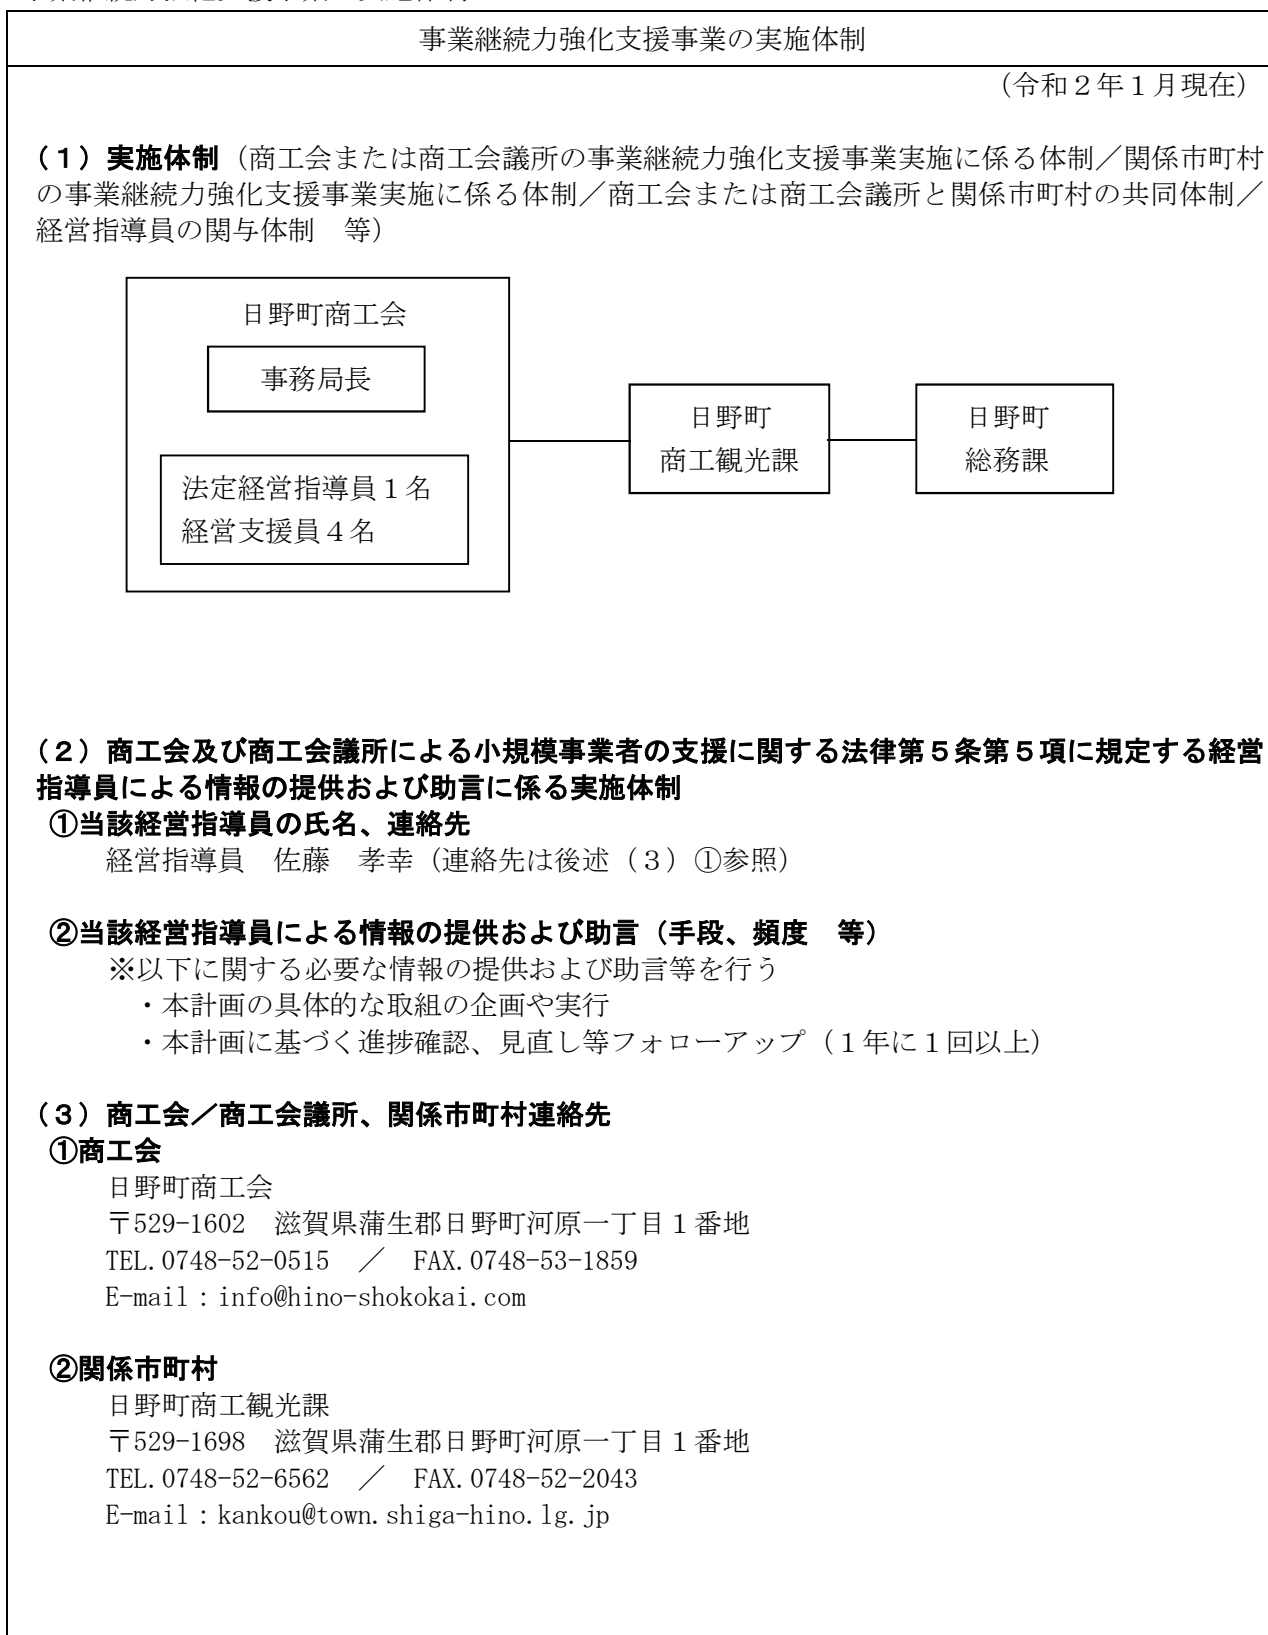 事業継続力強化支援事業の実施体制
（令和２年１月現在）
（１）実施体制（商工会または商工会議所の事業継続力強化支援事業実施に係る体制／関係市町村
の事業継続力強化支援事業実施に係る体制／商工会または商工会議所と関係市町村の共同体制／
経営指導員の関与体制　等）
日野町商工会
事務局長
法定経営指導員１名
経営支援員４名
日野町
商工観光課
日野町
総務課
（２）商工会及び商工会議所による小規模事業者の支援に関する法律第５条第５項に規定する経営
指導員による情報の提供および助言に係る実施体制
①当該経営指導員の氏名、連絡先
経営指導員　佐藤　孝幸（連絡先は後述（３）①参照）
②当該経営指導員による情報の提供および助言（手段、頻度　等）
※以下に関する必要な情報の提供および助言等を行う
・本計画の具体的な取組の企画や実行
・本計画に基づく進捗確認、見直し等フォローアップ（１年に１回以上）
（３）商工会／商工会議所、関係市町村連絡先
①商工会
日野町商工会
〒529-1602　滋賀県蒲生郡日野町河原一丁目１番地
TEL.0748-52-0515　／　FAX.0748-53-1859
E-mail：info@hino-shokokai.com
②関係市町村
日野町商工観光課
〒529-1698　滋賀県蒲生郡日野町河原一丁目１番地
TEL.0748-52-6562　／　FAX.0748-52-2043
E-mail：kankou@town.shiga-hino.lg.jp